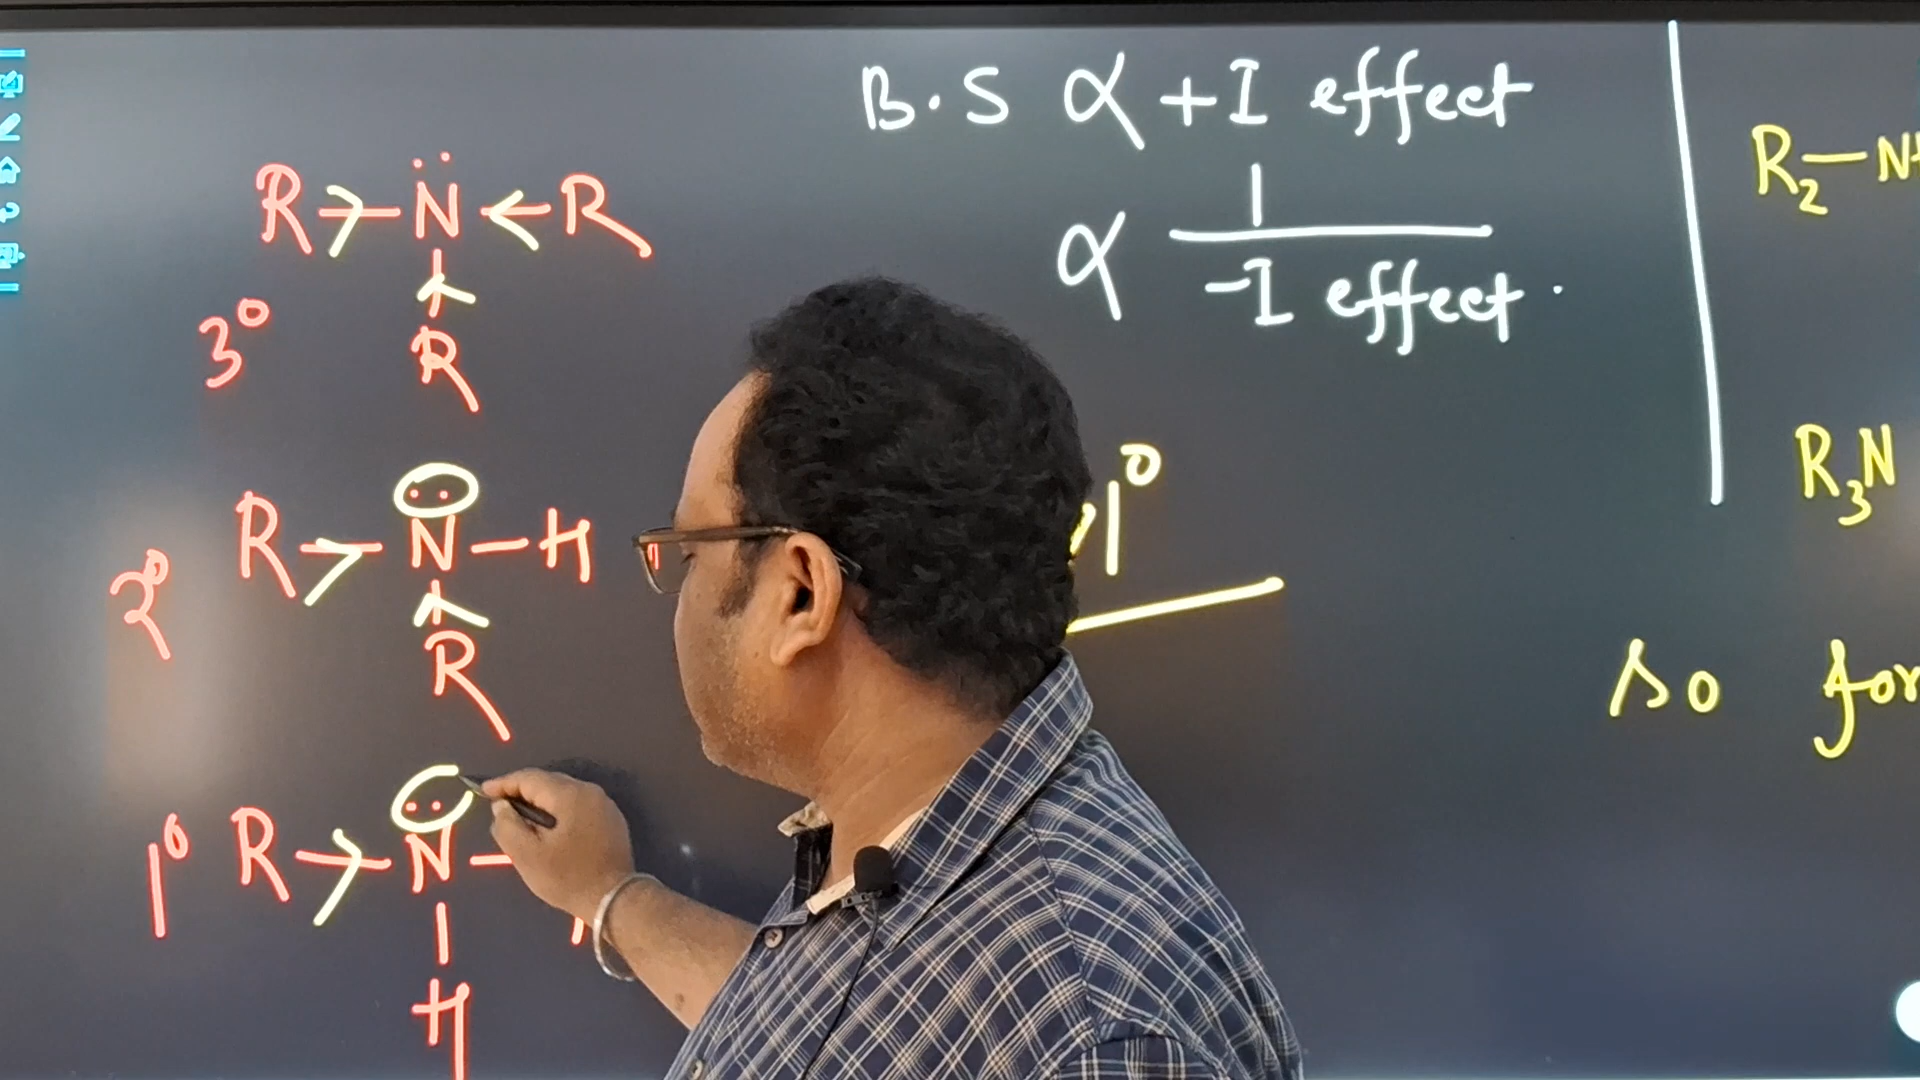 B.S α +I effect
α 1
-I effect.
R N̈ R
R
3°
R N H
R
2°
R N
H
1°
1°
R₂—N
R₃N
so for